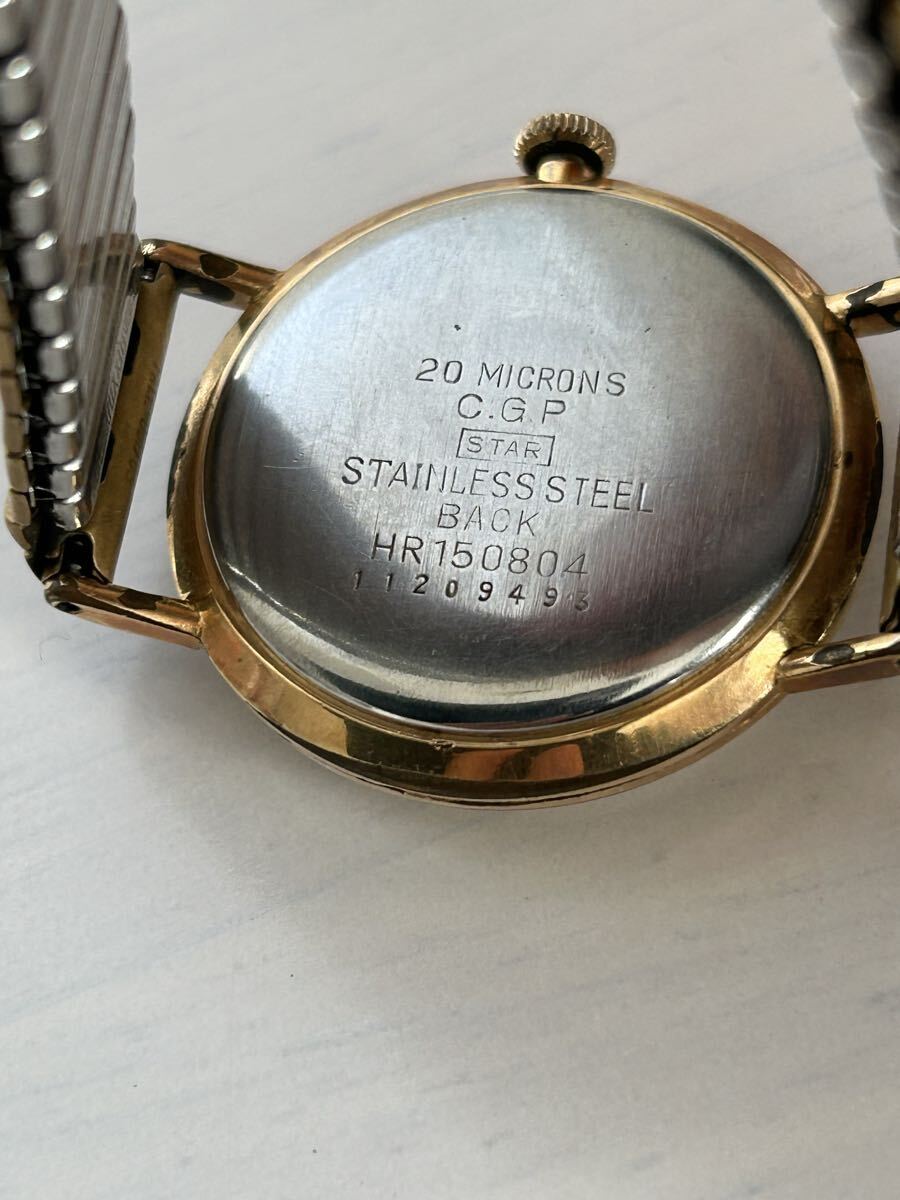 20 MICRONS
C.G.P
STAR
STAINLESS STEEL
BACK
HR150804
11209493